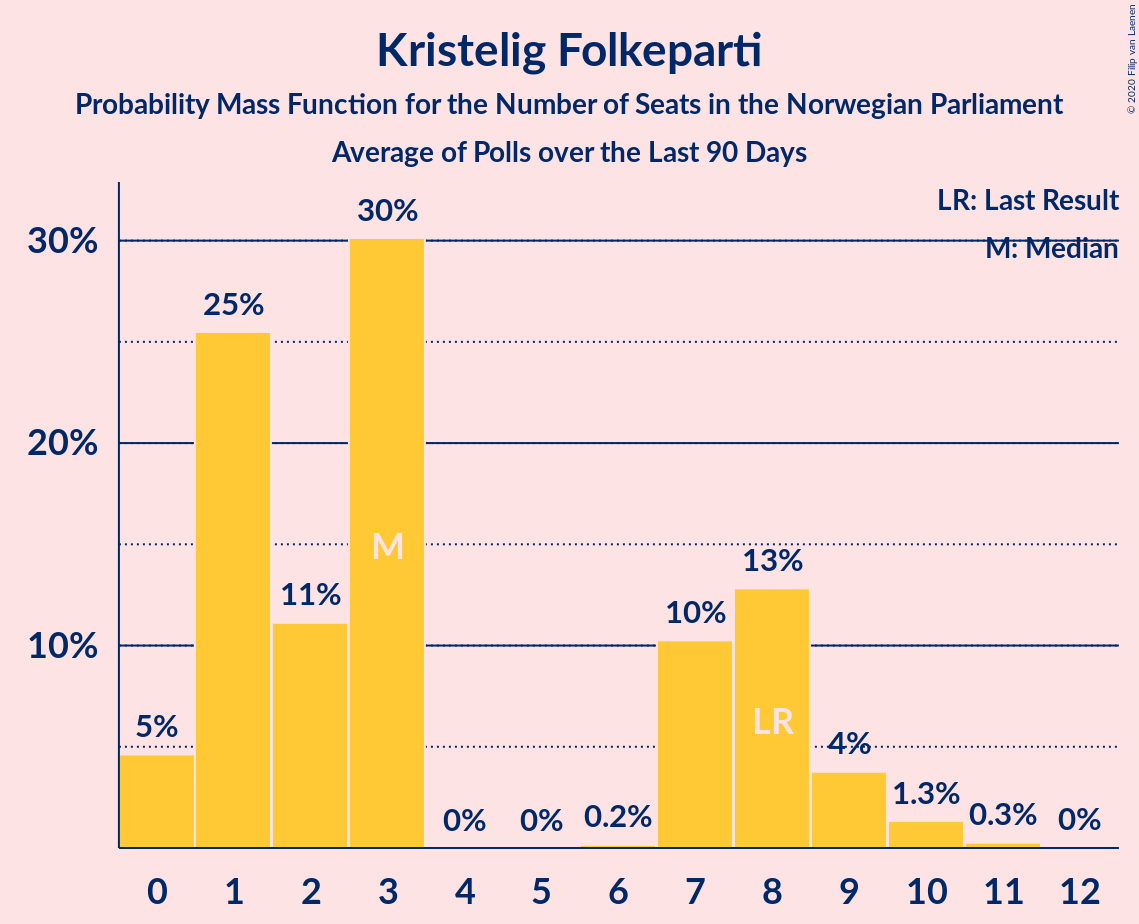 Kristelig Folkeparti
Probability Mass Function for the Number of Seats in the Norwegian Parliament
Average of Polls over the Last 90 Days
© 2020 Filip van Laenen
LR: Last Result
M: Median
30%
20%
10%
5%
25%
11%
30%
0%
0%
0.2%
10%
13%
4%
1.3%
0.3%
0%
M
LR
0 1 2 3 4 5 6 7 8 9 10 11 12